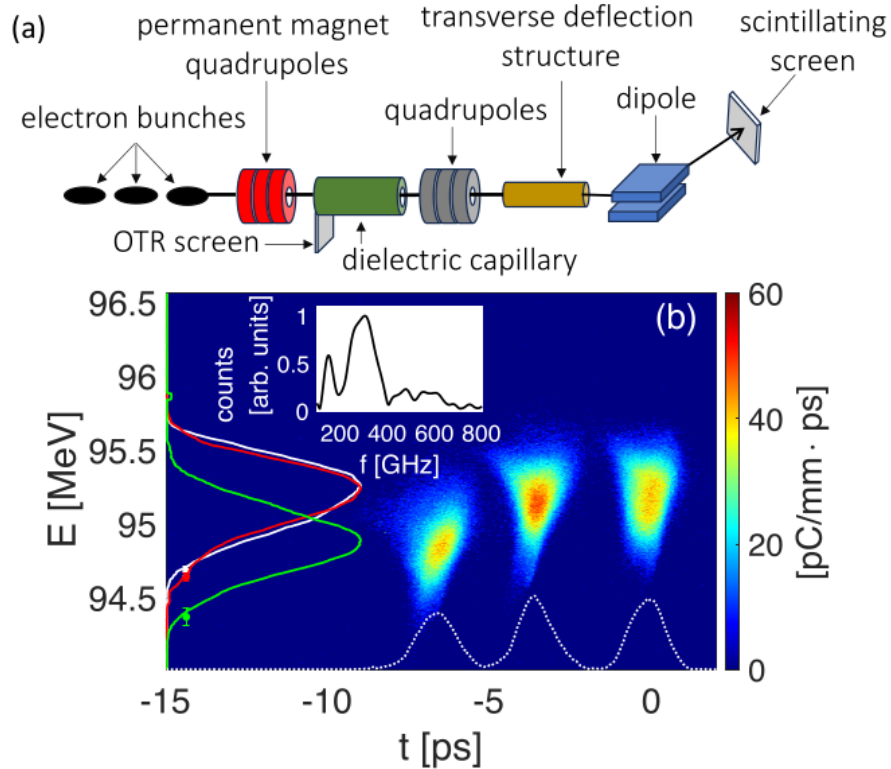 (a)
permanent magnet
quadrupoles
transverse deflection
structure
scintillating
screen
electron bunches
quadrupoles
dipole
OTR screen
dielectric capillary
(b)
96.5
96
95.5
95
94.5
E [MeV]
counts
[arb. units]
1
0.5
0
200 400 600 800
f [GHz]
60
40
20
0
[pC/mm· ps]
-15 -10 -5 0
t [ps]